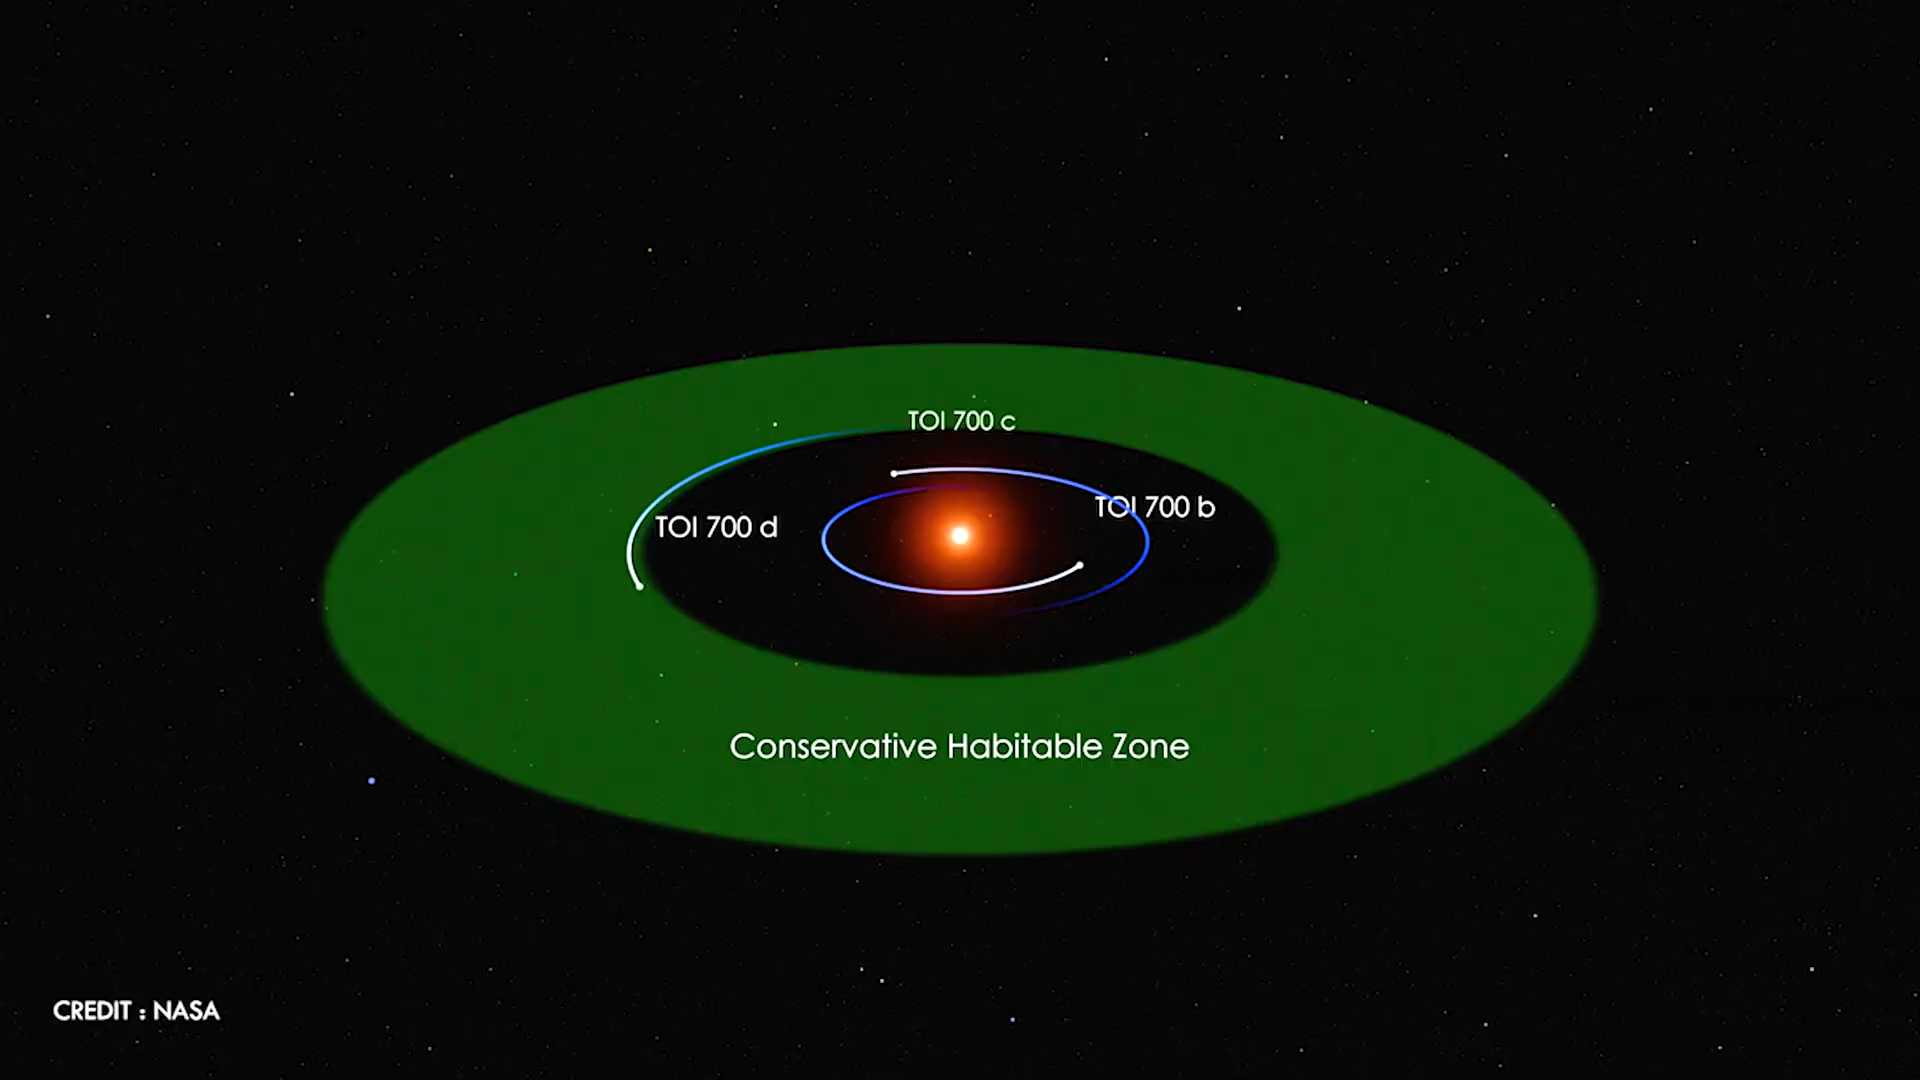 TOI 700 c
TOI 700 b
TOI 700 d
Conservative Habitable Zone
CREDIT : NASA